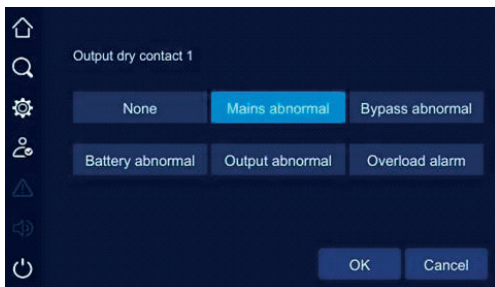 Output dry contact 1
None Mains abnormal Bypass abnormal
Battery abnormal Output abnormal Overload alarm
OK Cancel